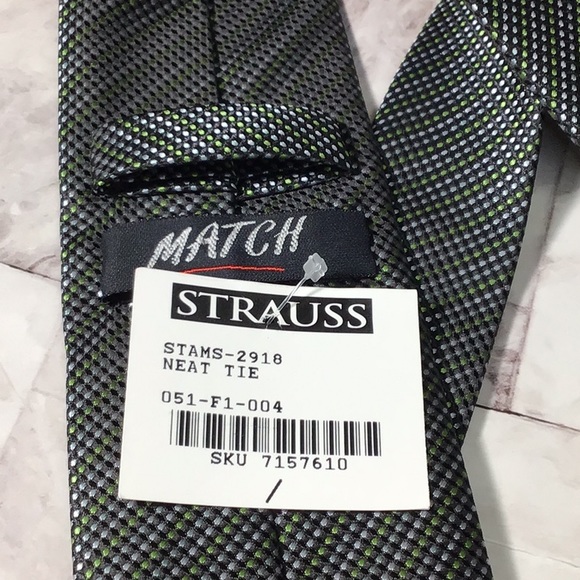 MATCH
STRAUSS
STAMS-2918
NEAT TIE
051-F1-004
SKU 7157610